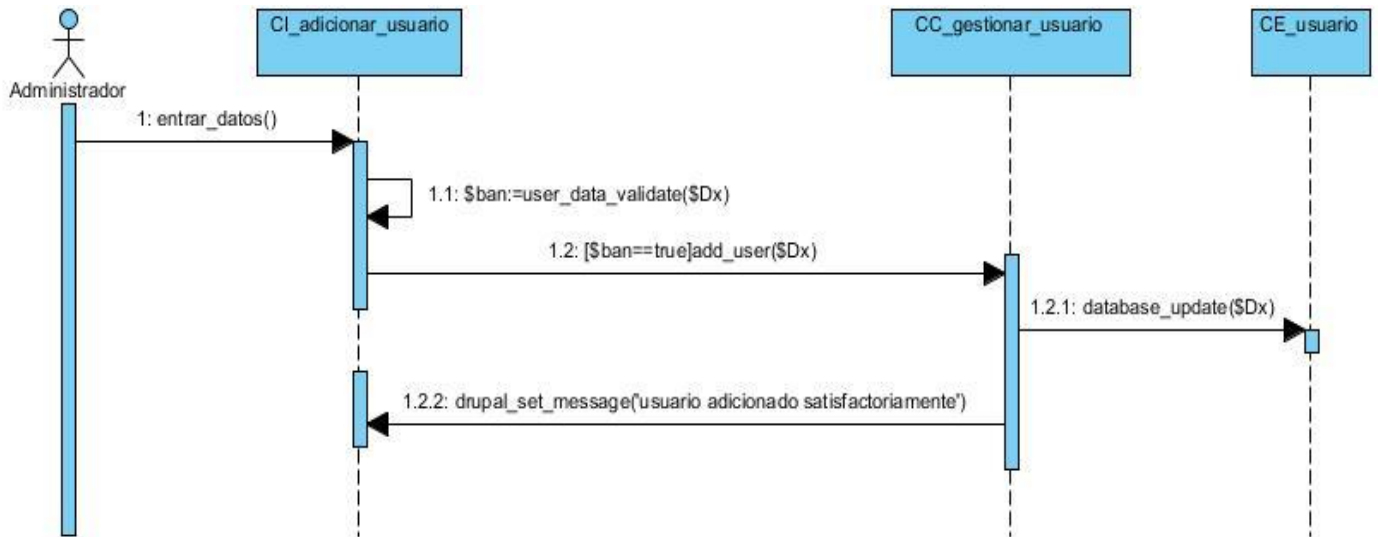 CI_adicionar_usuario
CC_gestionar_usuario
CE_usuario
Administrador
1: entrar_datos()
1.1: $ban:=user_data_validate($Dx)
1.2: [$ban==true]add_user($Dx)
1.2.1: database_update($Dx)
1.2.2: drupal_set_message('usuario adicionado satisfactoriamente')